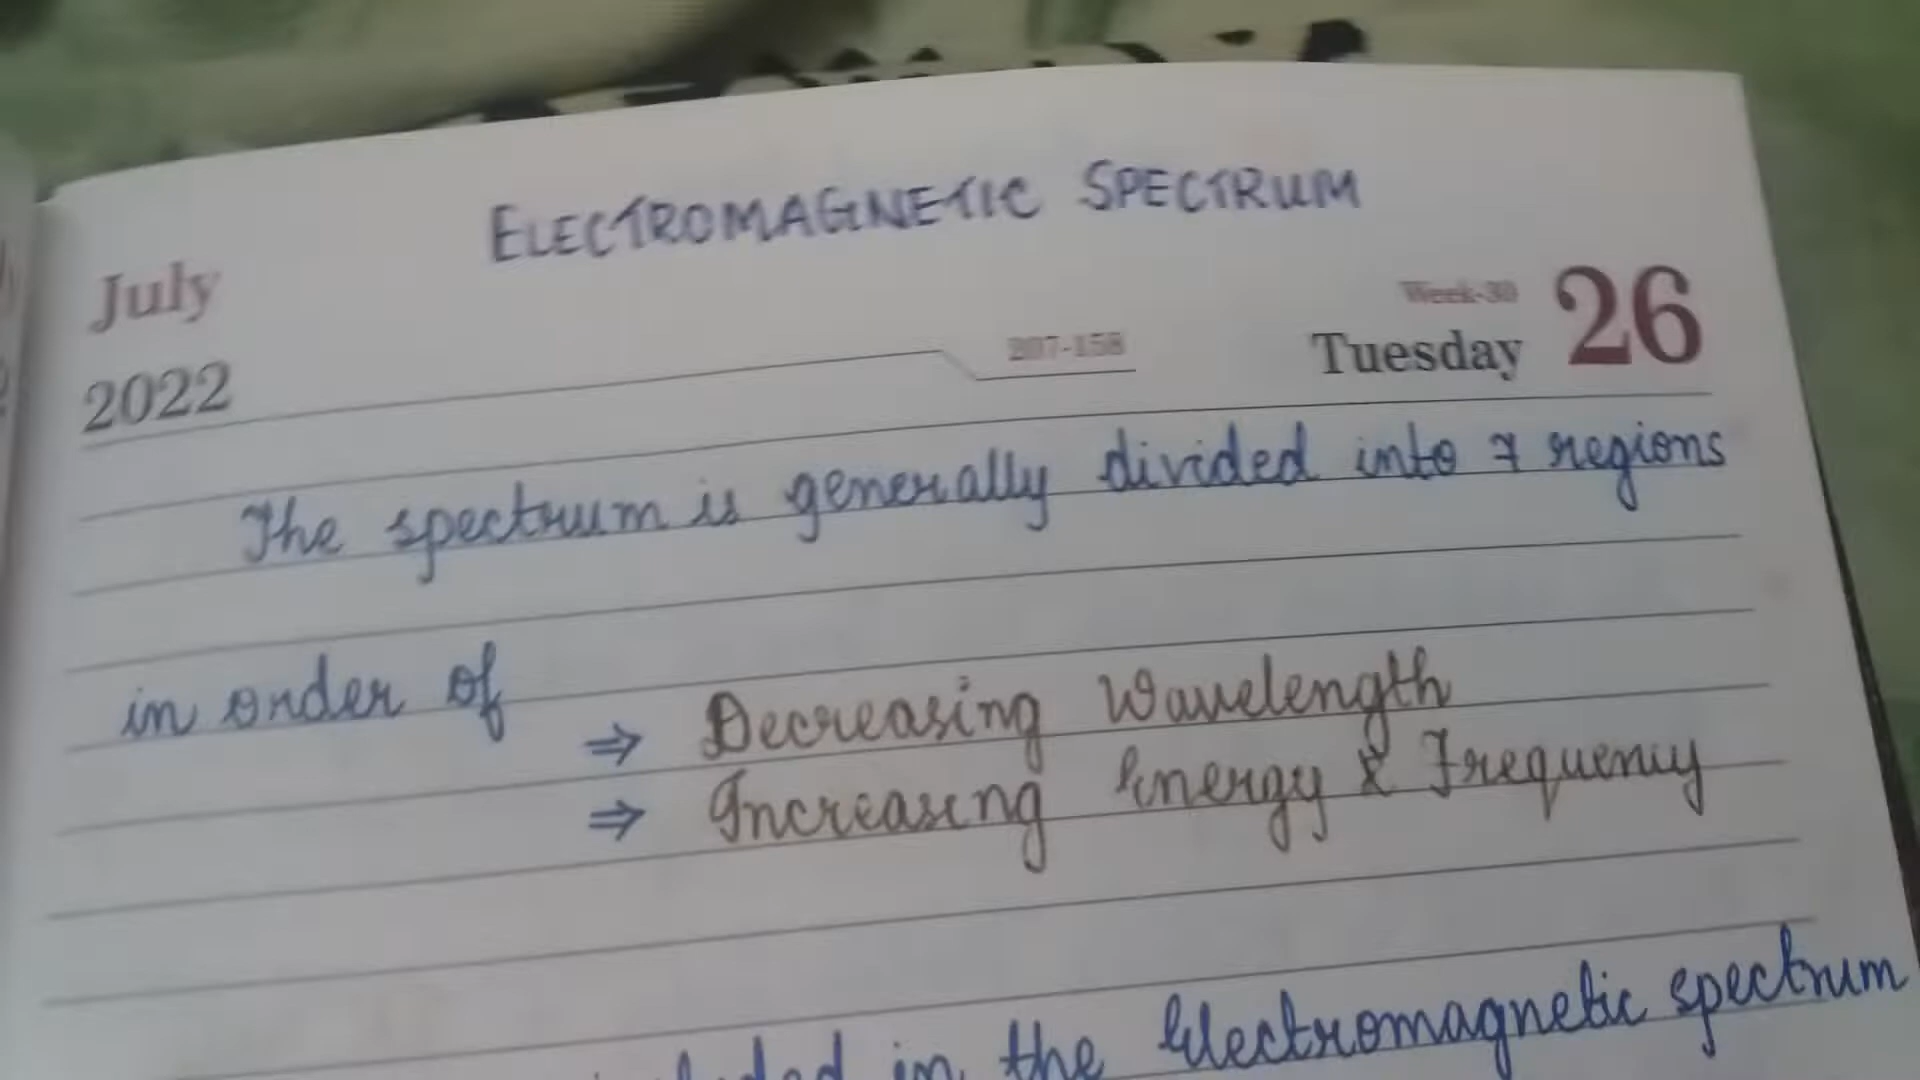 ELECTROMAGNETIC SPECTRUM
July
2022
207-158
Week-30
Tuesday
26
The spectrum is generally divided into 7 regions
in order of
⇒ Decreasing Wavelength
⇒ Increasing Energy & Frequency
in the Electromagnetic spectrum